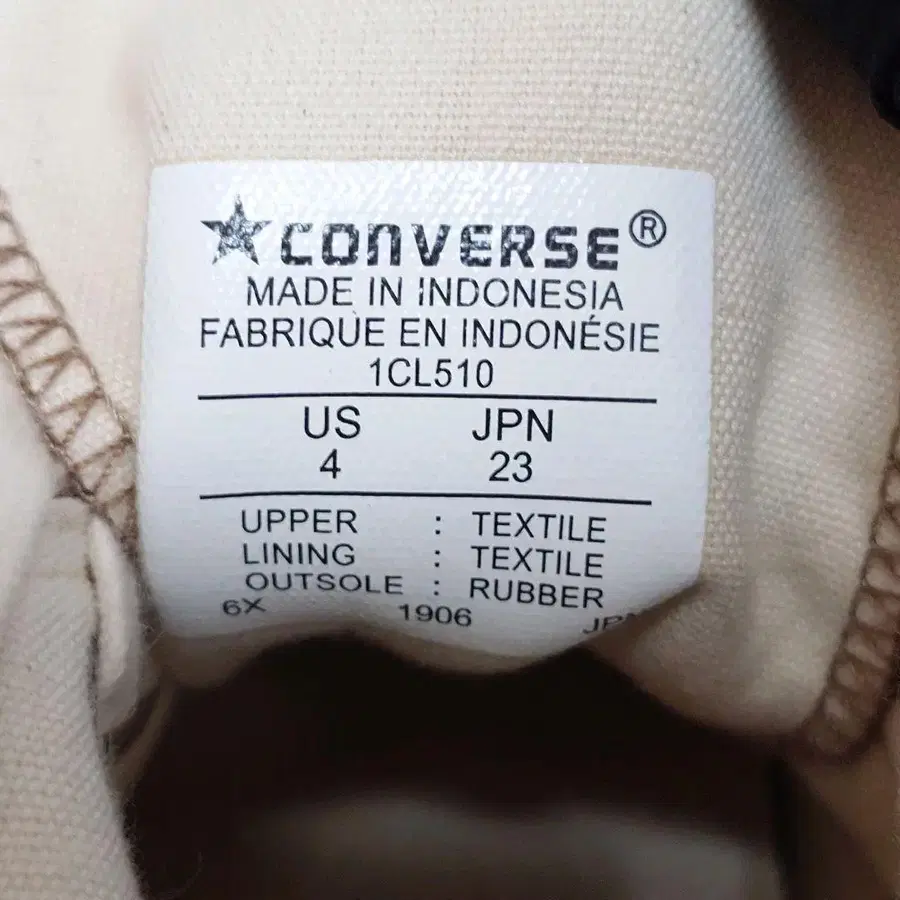 CONVERSE®
MADE IN INDONESIA
FABRIQUE EN INDONÉSIE
1CL510
US JPN
4 23
UPPER : TEXTILE
LINING : TEXTILE
OUTSOLE : RUBBER
6X 1906 JPN